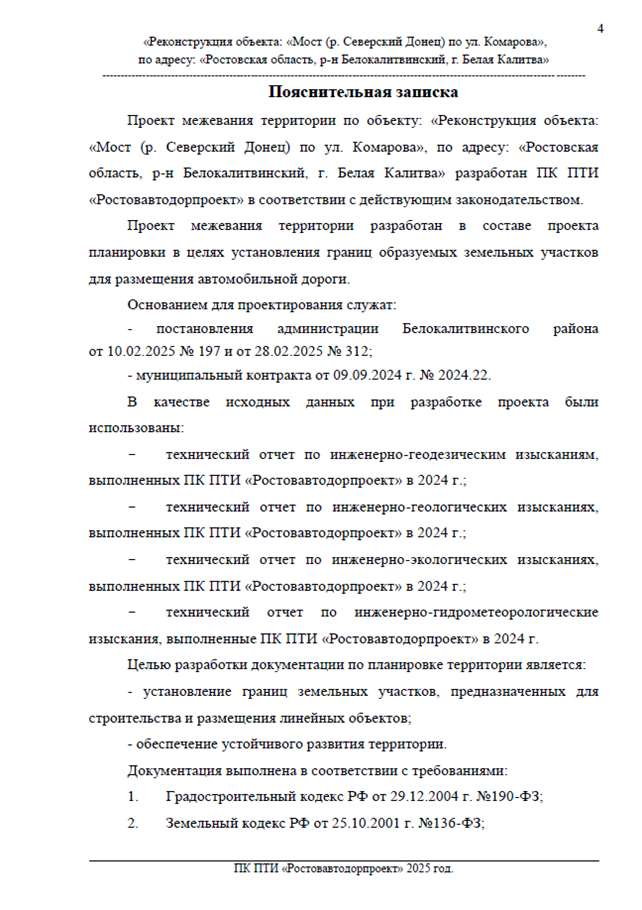 4
«Реконструкция объекта: «Мост (р. Северский Донец) по ул. Комарова»,
по адресу: «Ростовская область, р-н Белокалитвинский, г. Белая Калитва»
Пояснительная записка
Проект межевания территории по объекту: «Реконструкция объекта:
«Мост (р. Северский Донец) по ул. Комарова», по адресу: «Ростовская
область, р-н Белокалитвинский, г. Белая Калитва» разработан ПК ПТИ
«Ростовавтодорпроект» в соответствии с действующим законодательством.
Проект межевания территории разработан в составе проекта
планировки в целях установления границ образуемых земельных участков
для размещения автомобильной дороги.
Основанием для проектирования служат:
- постановления администрации Белокалитвинского района
от 10.02.2025 № 197 и от 28.02.2025 № 312;
- муниципальный контракта от 09.09.2024 г. № 2024.22.
В качестве исходных данных при разработке проекта были
использованы:
− технический отчет по инженерно-геодезическим изысканиям,
выполненных ПК ПТИ «Ростовавтодорпроект» в 2024 г.;
− технический отчет по инженерно-геологических изысканиях,
выполненных ПК ПТИ «Ростовавтодорпроект» в 2024 г.;
− технический отчет по инженерно-экологических изысканиях,
выполненных ПК ПТИ «Ростовавтодорпроект» в 2024 г.;
− технический отчет по инженерно-гидрометеорологические
изыскания, выполненные ПК ПТИ «Ростовавтодорпроект» в 2024 г.
Целью разработки документации по планировке территории является:
- установление границ земельных участков, предназначенных для
строительства и размещения линейных объектов;
- обеспечение устойчивого развития территории.
Документация выполнена в соответствии с требованиями:
1. Градостроительный кодекс РФ от 29.12.2004 г. №190-ФЗ;
2. Земельный кодекс РФ от 25.10.2001 г. №136-ФЗ;
ПК ПТИ «Ростовавтодорпроект» 2025 год.